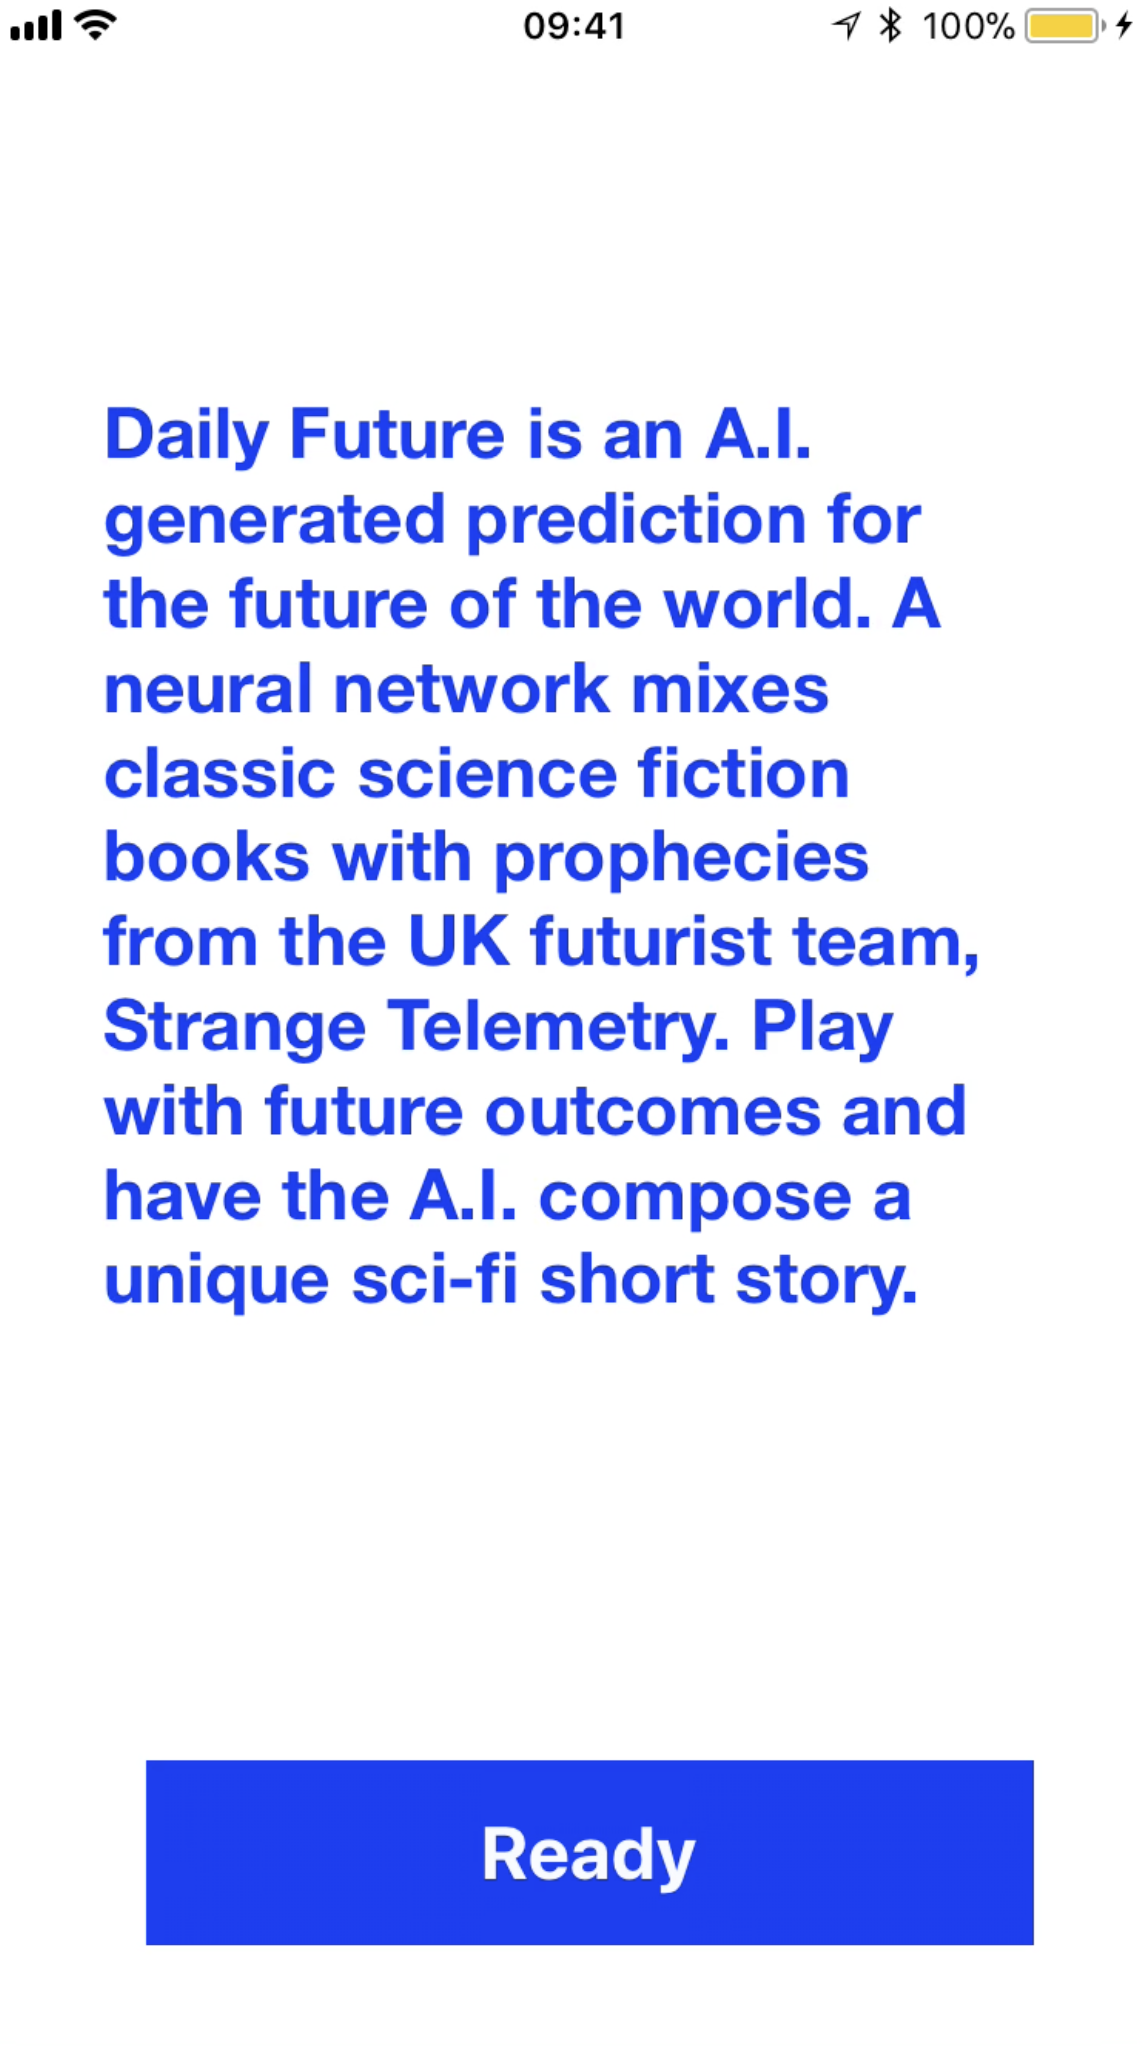 09:41
100%
Daily Future is an A.I.
generated prediction for
the future of the world. A
neural network mixes
classic science fiction
books with prophecies
from the UK futurist team,
Strange Telemetry. Play
with future outcomes and
have the A.I. compose a
unique sci-fi short story.
Ready